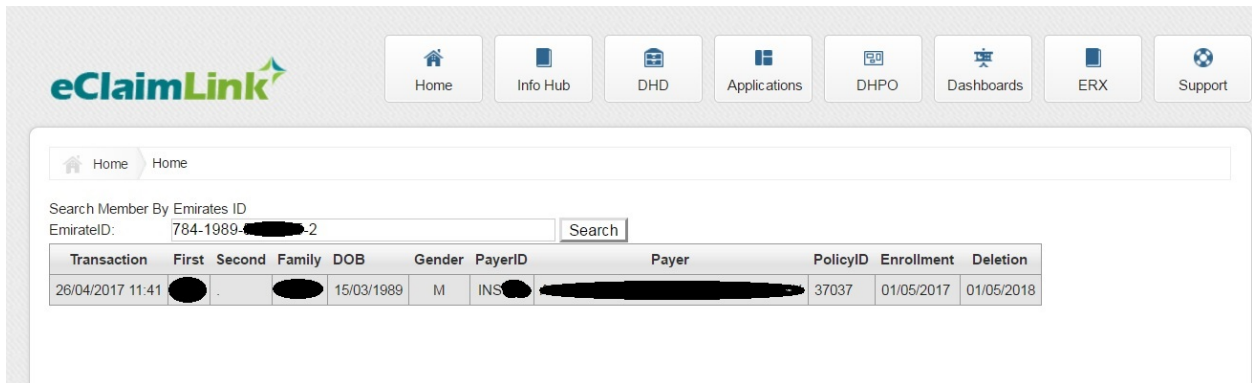 eClaimLink
Home Info Hub DHD Applications DHPO Dashboards ERX Support
Home Home
Search Member By Emirates ID
EmirateID: 784-1989- -2 Search
Transaction First Second Family DOB Gender PayerID Payer PolicyID Enrollment Deletion
26/04/2017 11:41 . 15/03/1989 M INS 37037 01/05/2017 01/05/2018